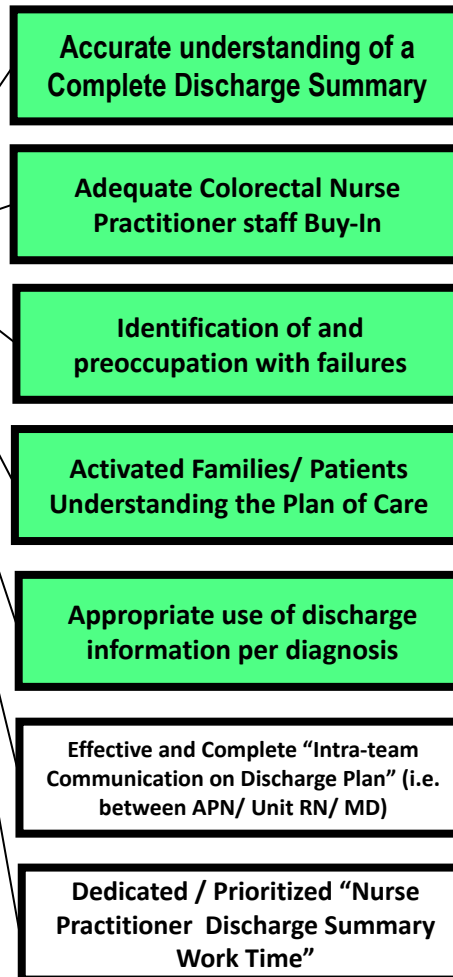 Accurate understanding of a
Complete Discharge Summary
Adequate Colorectal Nurse
Practitioner staff Buy-In
Identification of and
preoccupation with failures
Activated Families/ Patients
Understanding the Plan of Care
Appropriate use of discharge
information per diagnosis
Effective and Complete “Intra-team
Communication on Discharge Plan” (i.e.
between APN/ Unit RN/ MD)
Dedicated / Prioritized “Nurse
Practitioner  Discharge Summary
Work Time”